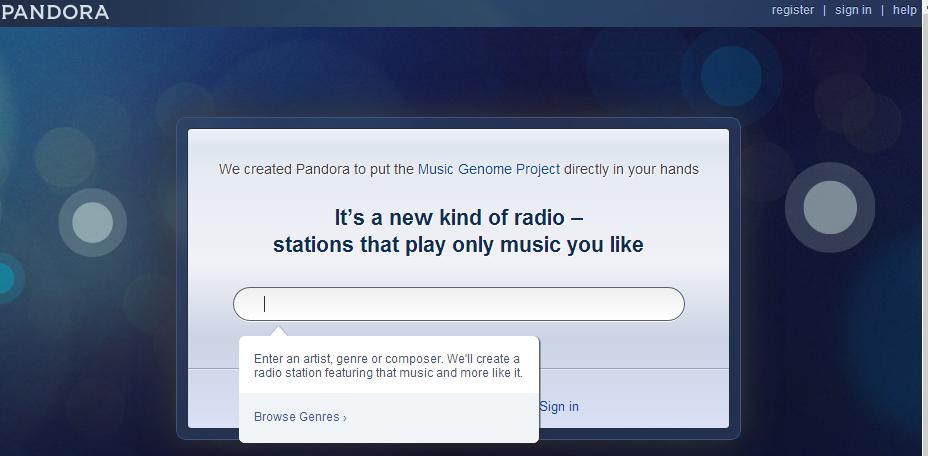 PANDORA
register | sign in | help
We created Pandora to put the Music Genome Project directly in your hands
It's a new kind of radio –
stations that play only music you like
Enter an artist, genre or composer. We'll create a
radio station featuring that music and more like it.
Sign in
Browse Genres ›